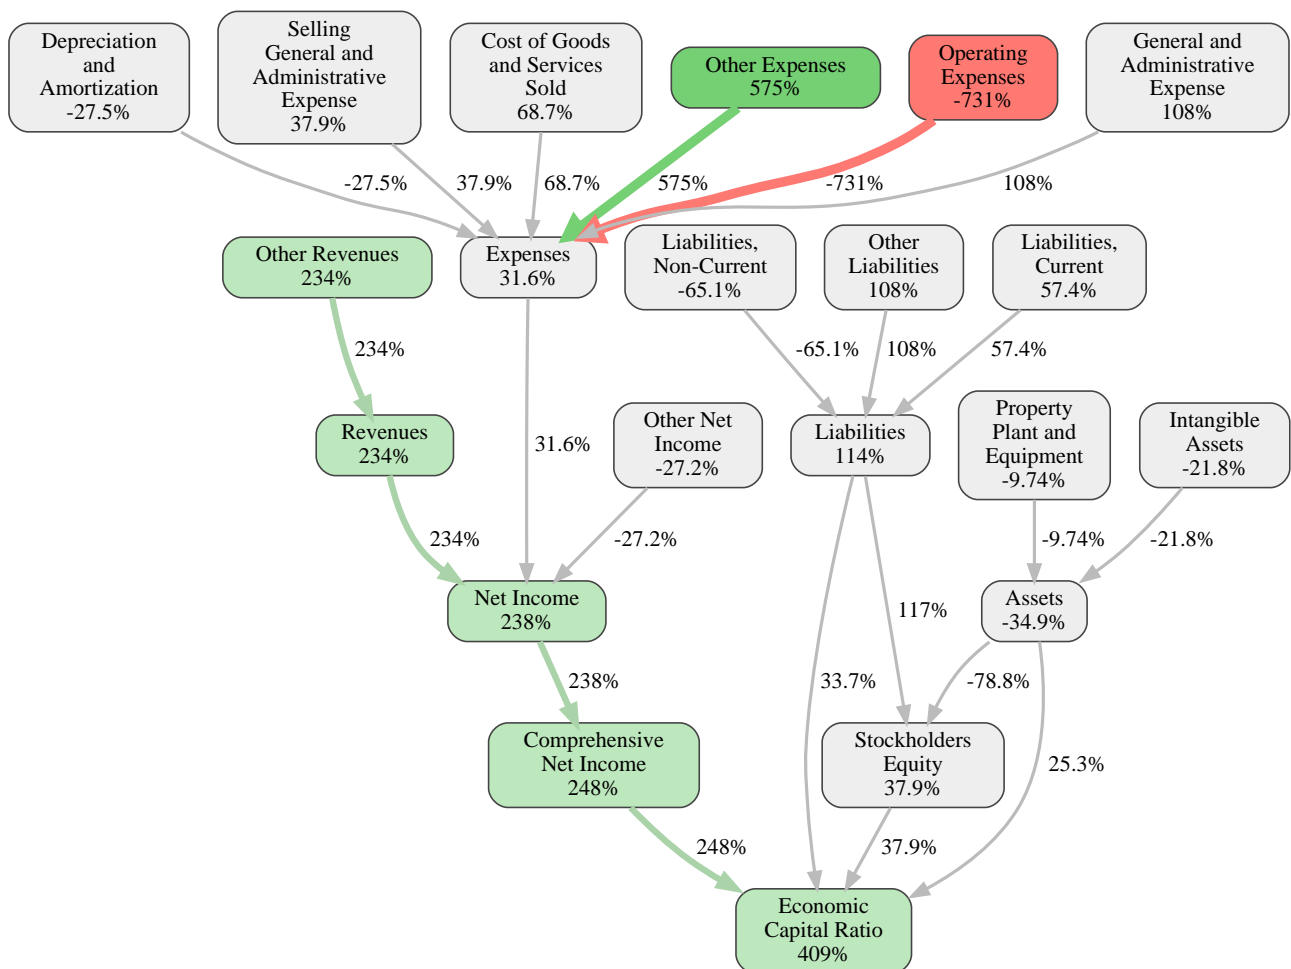 Depreciation
and
Amortization
-27.5%
Selling
General and
Administrative
Expense
37.9%
Cost of Goods
and Services
Sold
68.7%
Other Expenses
575%
Operating
Expenses
-731%
General and
Administrative
Expense
108%
-27.5%
37.9%
68.7%
575%
-731%
108%
Other Revenues
234%
Expenses
31.6%
Liabilities,
Non-Current
-65.1%
Other
Liabilities
108%
Liabilities,
Current
57.4%
234%
-65.1%
108%
57.4%
Revenues
234%
31.6%
Other Net
Income
-27.2%
Liabilities
114%
Property
Plant and
Equipment
-9.74%
Intangible
Assets
-21.8%
234%
-27.2%
-9.74%
-21.8%
Net Income
238%
117%
Assets
-34.9%
238%
33.7%
-78.8%
Comprehensive
Net Income
248%
Stockholders
Equity
37.9%
25.3%
248%
37.9%
Economic
Capital Ratio
409%